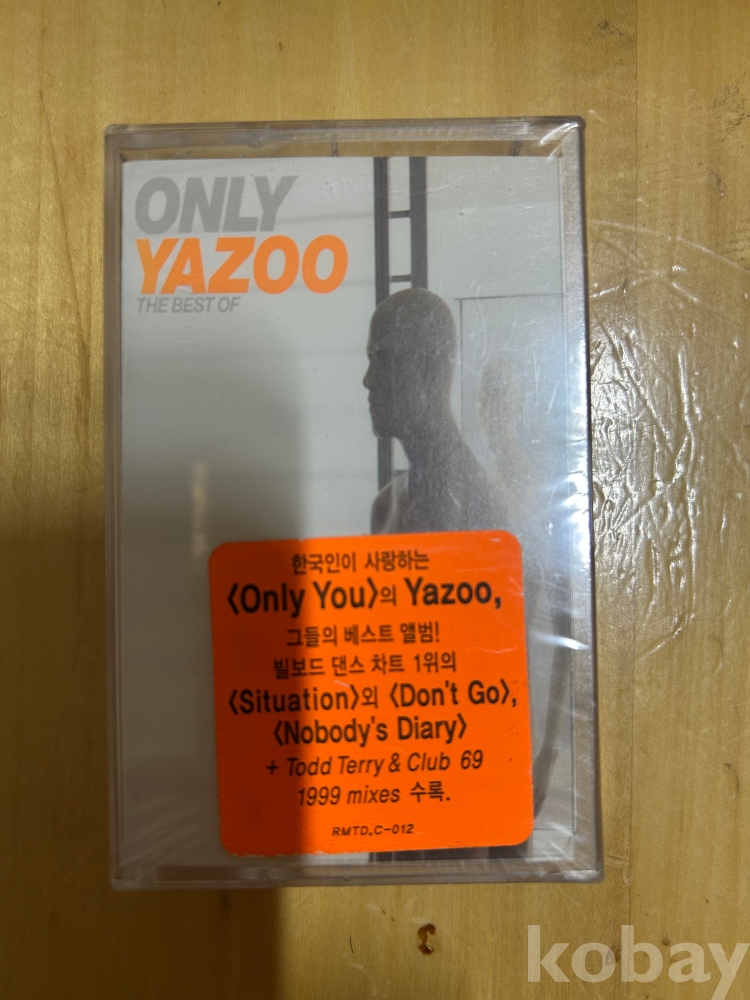 ONLY
YAZOO
THE BEST OF
한국인이 사랑하는
〈Only You〉의 Yazoo,
그들의 베스트 앨범!
빌보드 댄스 차트 1위의
〈Situation〉외 〈Don't Go〉,
〈Nobody's Diary〉
+ Todd Terry & Club 69
1999 mixes 수록.
RMTD.C-012
kobay